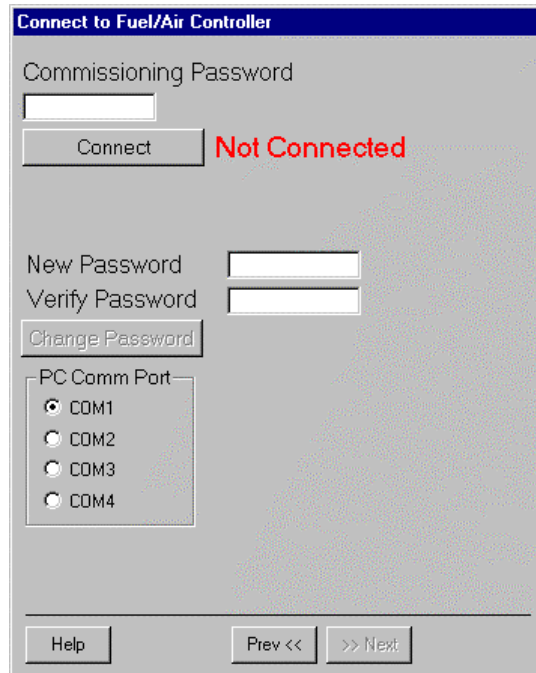 Connect to Fuel/Air Controller
Commissioning Password
Connect Not Connected
New Password
Verify Password
Change Password
PC Comm Port
COM1
COM2
COM3
COM4
Help Prev << >> Next